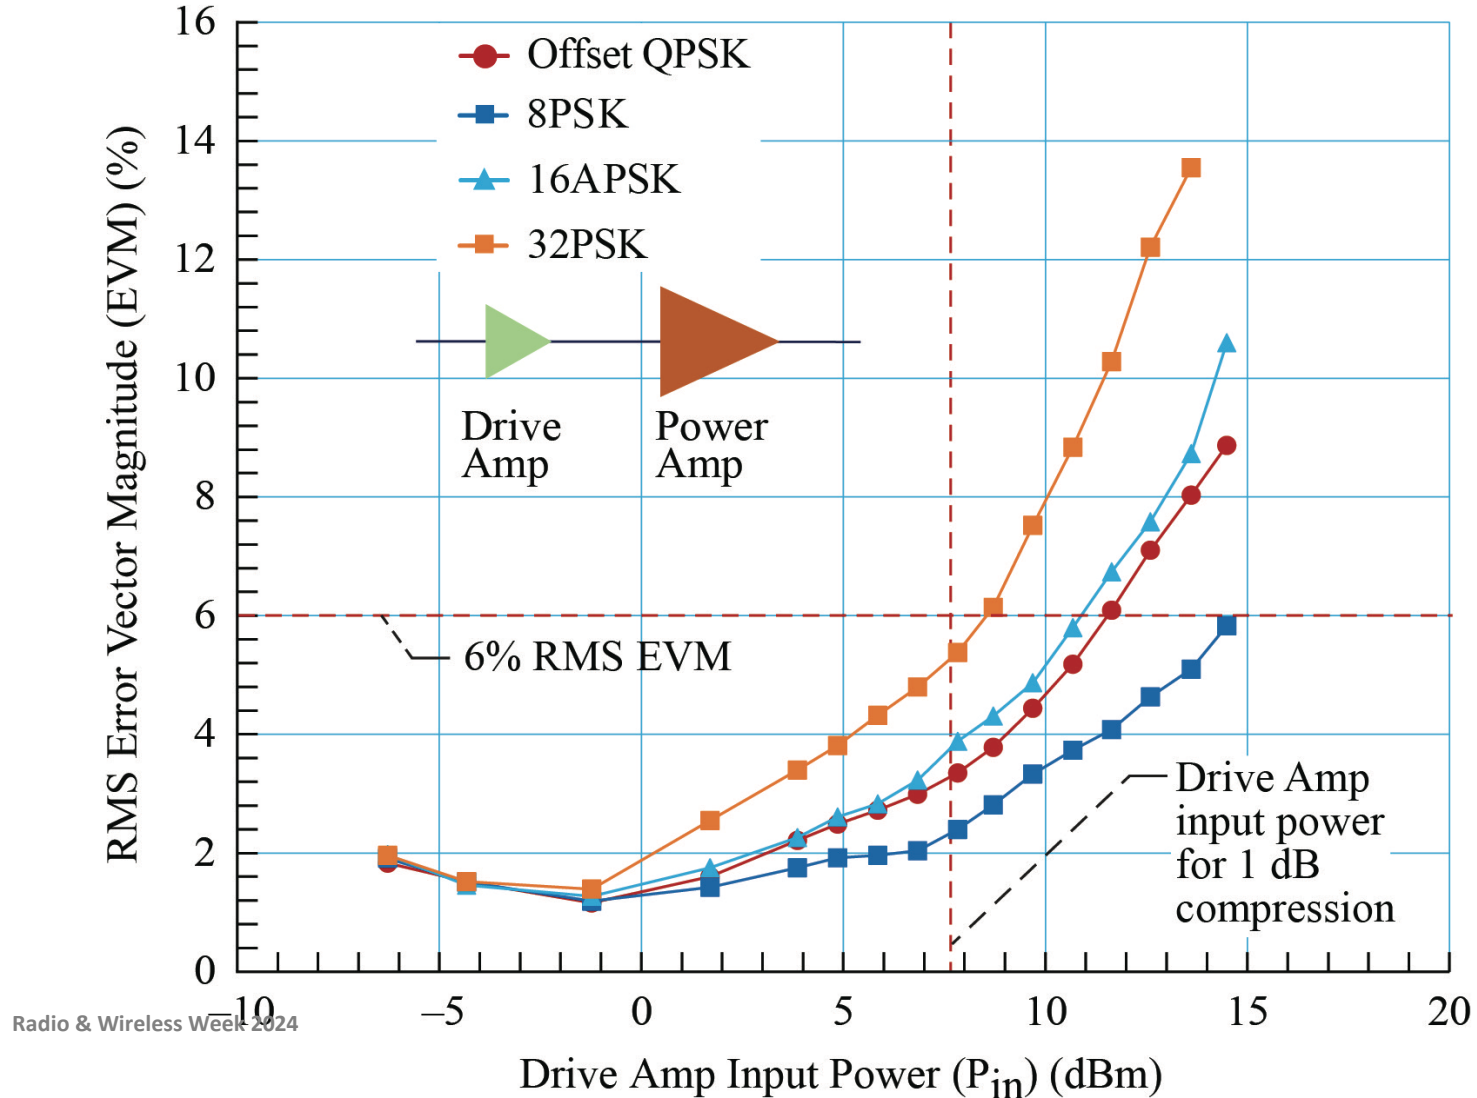 16
14
12
10
8
6
4
2
0
RMS Error Vector Magnitude (EVM) (%)
Offset QPSK
8PSK
16APSK
32PSK
Drive
Amp
Power
Amp
6% RMS EVM
Drive Amp
input power
for 1 dB
compression
–10
–5
0
5
10
15
20
Radio & Wireless Week 2024
Drive Amp Input Power (Pin) (dBm)